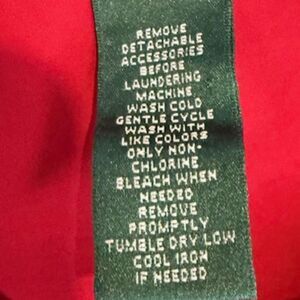 REMOVE
DETACHABLE
ACCESSORIES
BEFORE
LAUNDERING
MACHINE
WASH COLD
GENTLE CYCLE
WASH WITH
LIKE COLORS
ONLY NON-
CHLORINE
BLEACH WHEN
NEEDED
REMOVE
PROMPTLY
TUMBLE DRY LOW
COOL IRON
IF NEEDED